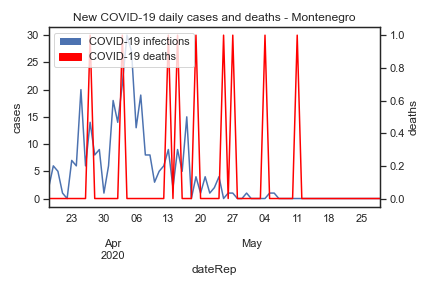 New COVID-19 daily cases and deaths - Montenegro
COVID-19 infections
COVID-19 deaths
30
25
20
15
10
5
0
cases
1.0
0.8
0.6
0.4
0.2
0.0
deaths
23 30 06 13 20 27 04 11 18 25
Apr May
2020
dateRep